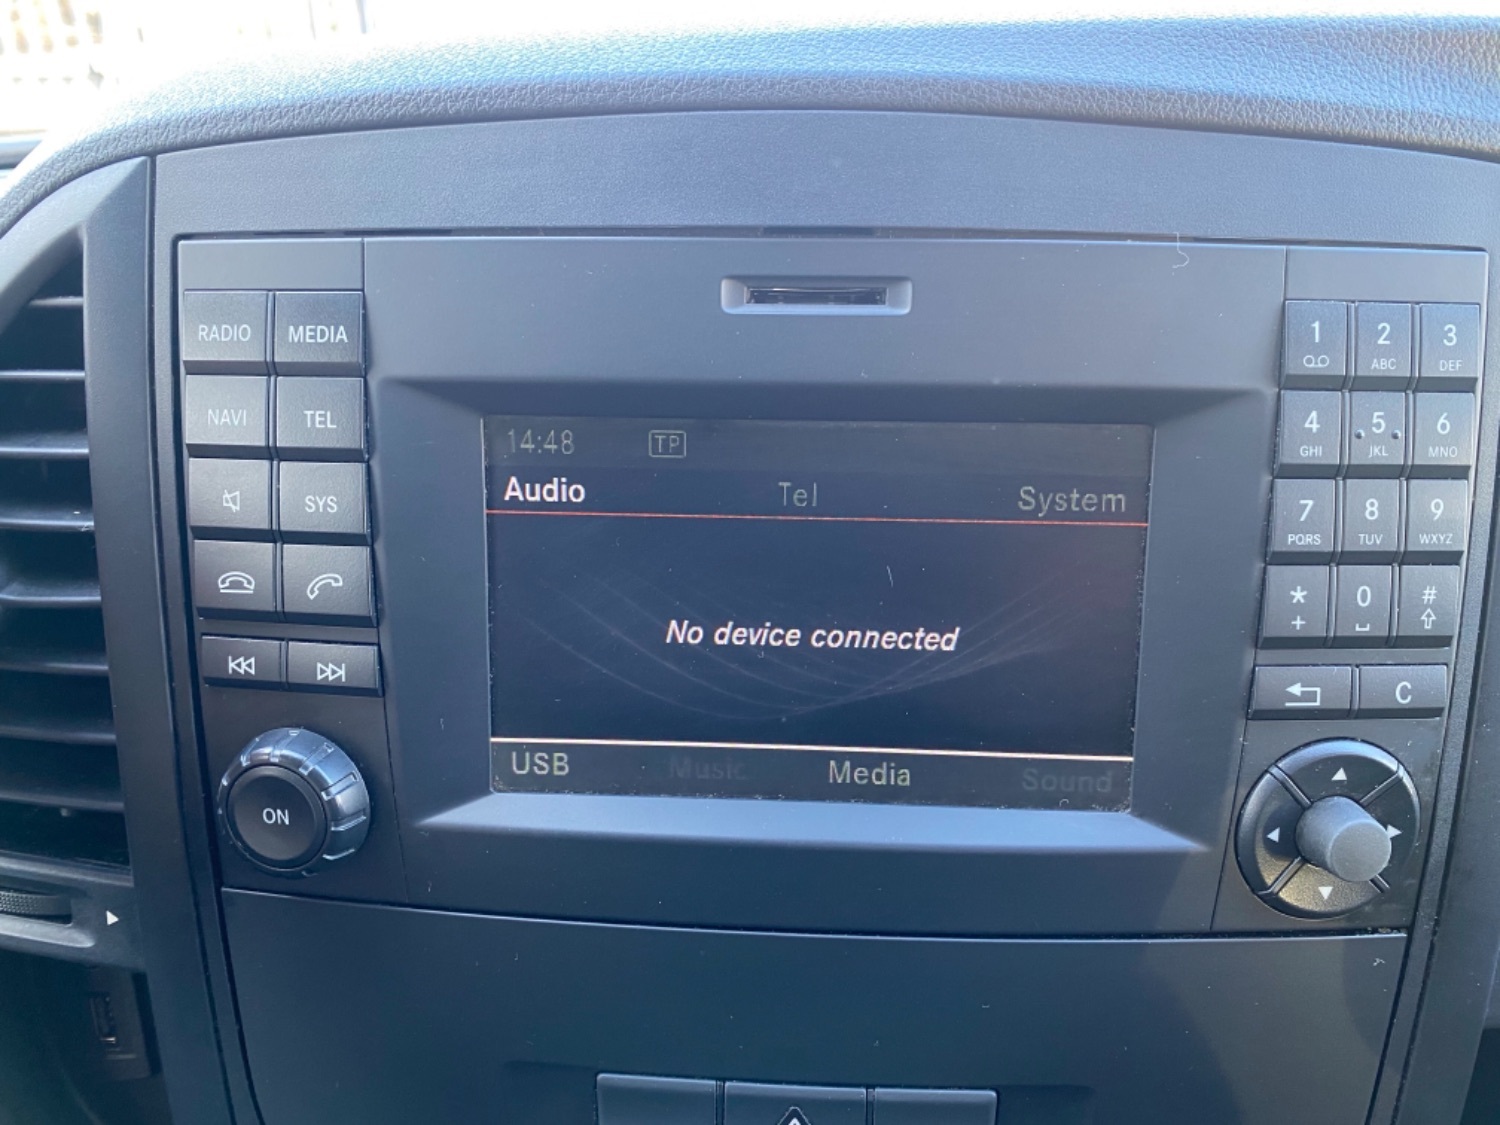 RADIO MEDIA
NAVI TEL
SYS
ON
14:48 TP
Audio Tel System
No device connected
USB Music Media Sound
1 2 3
ABC DEF
4 5 6
GHI JKL MNO
7 8 9
PQRS TUV WXYZ
* 0 #
+
C